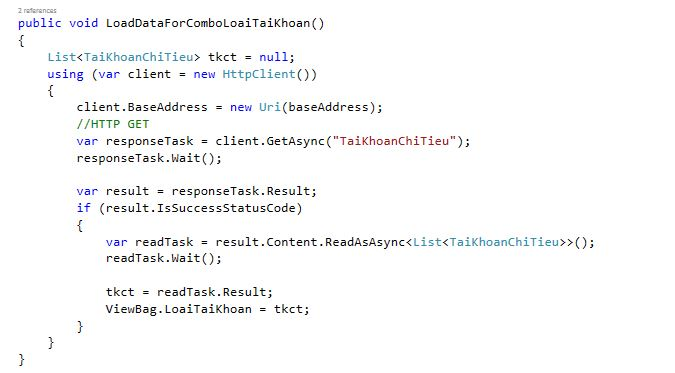 2 references
public void LoadDataForComboLoaiTaiKhoan()
{
    List<TaiKhoanChiTieu> tkct = null;
    using (var client = new HttpClient())
    {
        client.BaseAddress = new Uri(baseAddress);
        //HTTP GET
        var responseTask = client.GetAsync("TaiKhoanChiTieu");
        responseTask.Wait();

        var result = responseTask.Result;
        if (result.IsSuccessStatusCode)
        {
            var readTask = result.Content.ReadAsAsync<List<TaiKhoanChiTieu>>();
            readTask.Wait();

            tkct = readTask.Result;
            ViewBag.LoaiTaiKhoan = tkct;
        }
    }
}